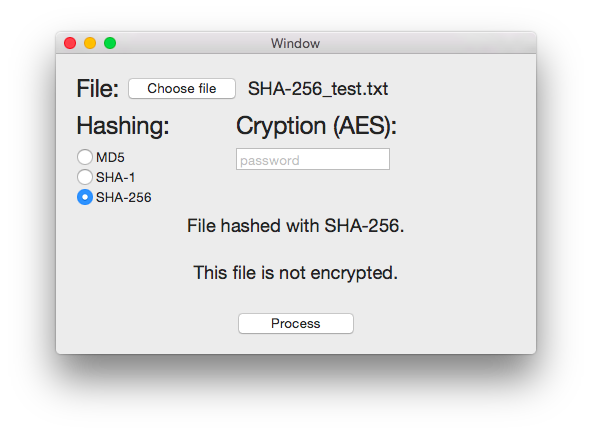 Window
File: Choose file SHA-256_test.txt
Hashing: Cryption (AES):
MD5 password
SHA-1
SHA-256
File hashed with SHA-256.
This file is not encrypted.
Process